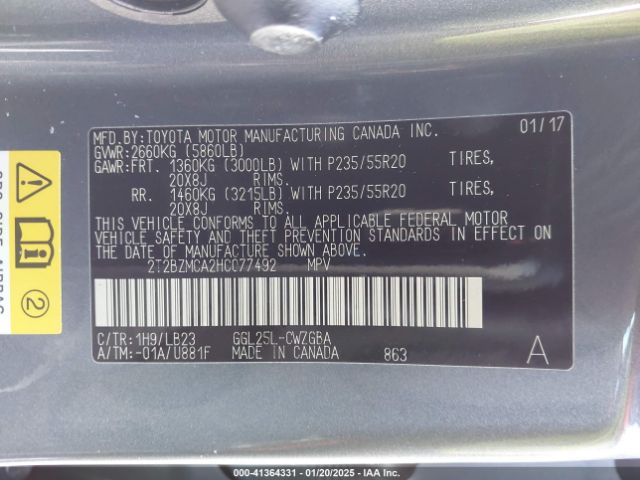 MFD.BY:TOYOTA MOTOR MANUFACTURING CANADA INC. 01/17
GVWR:2660KG (5860LB)
GAWR:FRT. 1360KG (3000LB) WITH P235/55R20 TIRES,
20X8J RIMS.
RR. 1460KG (3215LB) WITH P235/55R20 TIRES,
20X8J RIMS.
THIS VEHICLE CONFORMS TO ALL APPLICABLE FEDERAL MOTOR
VEHICLE SAFETY AND THEFT PREVENTION STANDARDS IN EFFECT ON
THE DATE OF MANUFACTURE SHOWN ABOVE.
2T2BZMCA2HC077492 MPV
C/TR:1H9/LB23 GGL25L-CWZGBA
A/TM:-01A/U881F MADE IN CANADA 863 A
2
000-41364331 - 01/20/2025 - IAA Inc.